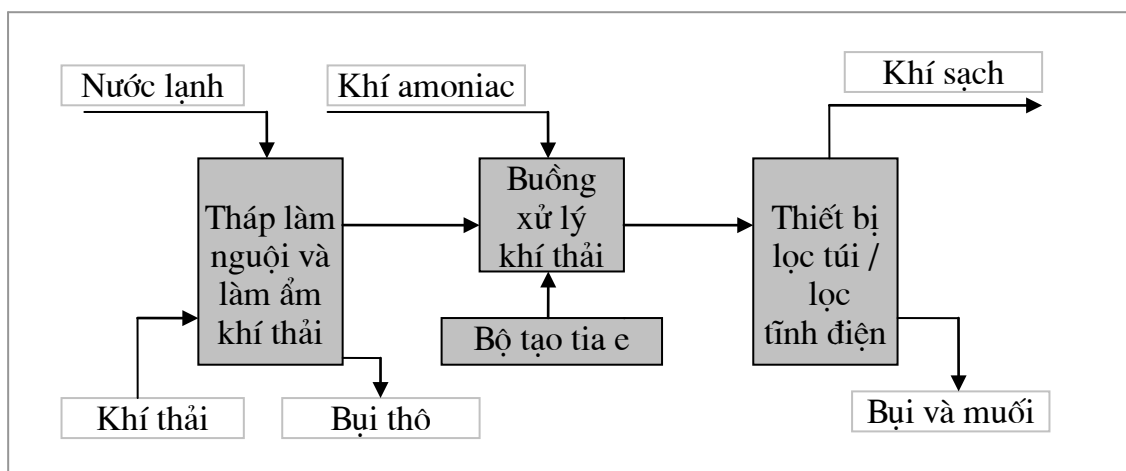 Nước lạnh
Khí amoniac
Khí sạch
Tháp làm
nguội và
làm ẩm
khí thải
Buồng
xử lý
khí thải
Thiết bị
lọc túi /
lọc
tĩnh điện
Bộ tạo tia e
Khí thải
Bụi thô
Bụi và muối